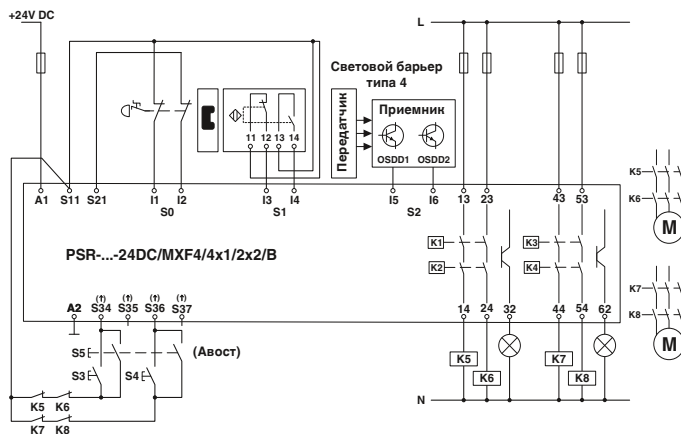 +24V DC
L
Световой барьер
типа 4
Передатчик
Приемник
OSDD1 OSDD2
11 12 13 14
A1 S11 S21 I1 I2 I3 I4 I5 I6 13 23 43 53
S0 S1 S2
K5
K6
M
K1 K3
K2 K4
PSR-...-24DC/MXF4/4x1/2x2/B
K7
K8
M
(↑) (↑) (↑) (↑)
A2 S34 S35 S36 S37 14 24 32 44 54 62
S5 (Авост)
S3 S4
K5 K7
K6 K8
K5 K6
K7 K8
N